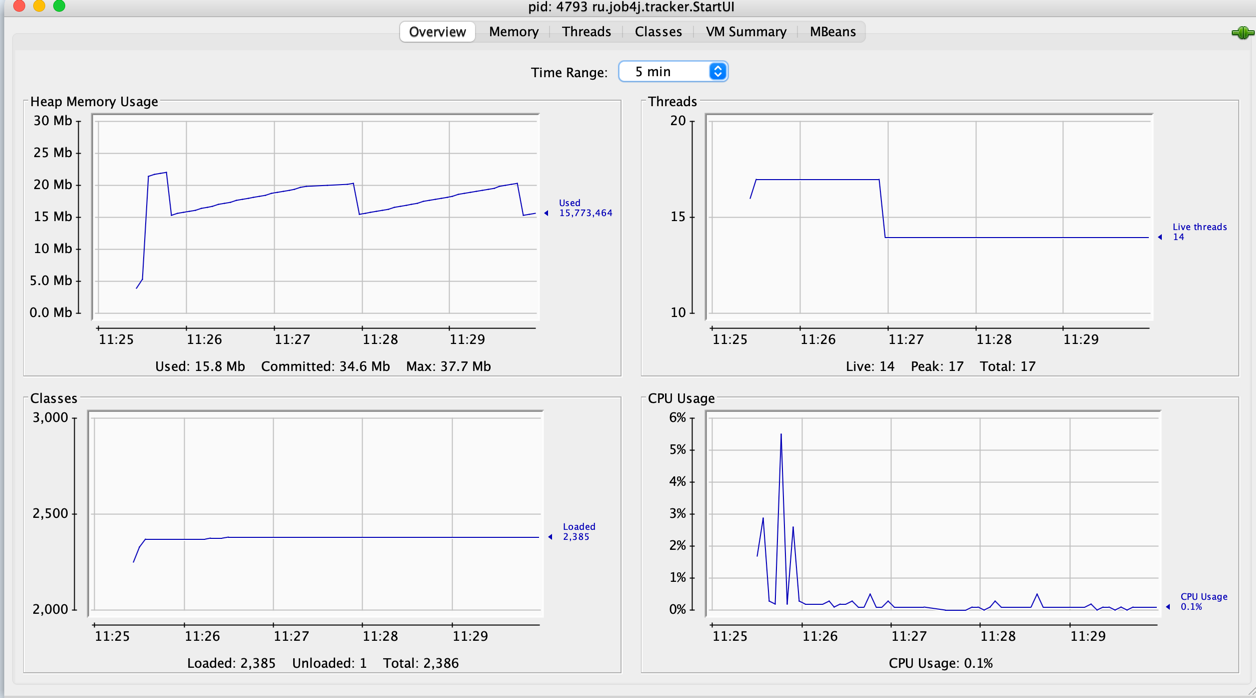 pid: 4793 ru.job4j.tracker.StartUI
Overview Memory Threads Classes VM Summary MBeans
Time Range: 5 min
Heap Memory Usage
30 Mb
25 Mb
20 Mb
15 Mb
10 Mb
5.0 Mb
0.0 Mb
Used
15,773,464
11:25 11:26 11:27 11:28 11:29
Used: 15.8 Mb Committed: 34.6 Mb Max: 37.7 Mb
Threads
20
15
10
Live threads
14
11:25 11:26 11:27 11:28 11:29
Live: 14 Peak: 17 Total: 17
Classes
3,000
2,500
2,000
Loaded
2,385
11:25 11:26 11:27 11:28 11:29
Loaded: 2,385 Unloaded: 1 Total: 2,386
CPU Usage
6%
5%
4%
3%
2%
1%
0%
CPU Usage
0.1%
11:25 11:26 11:27 11:28 11:29
CPU Usage: 0.1%